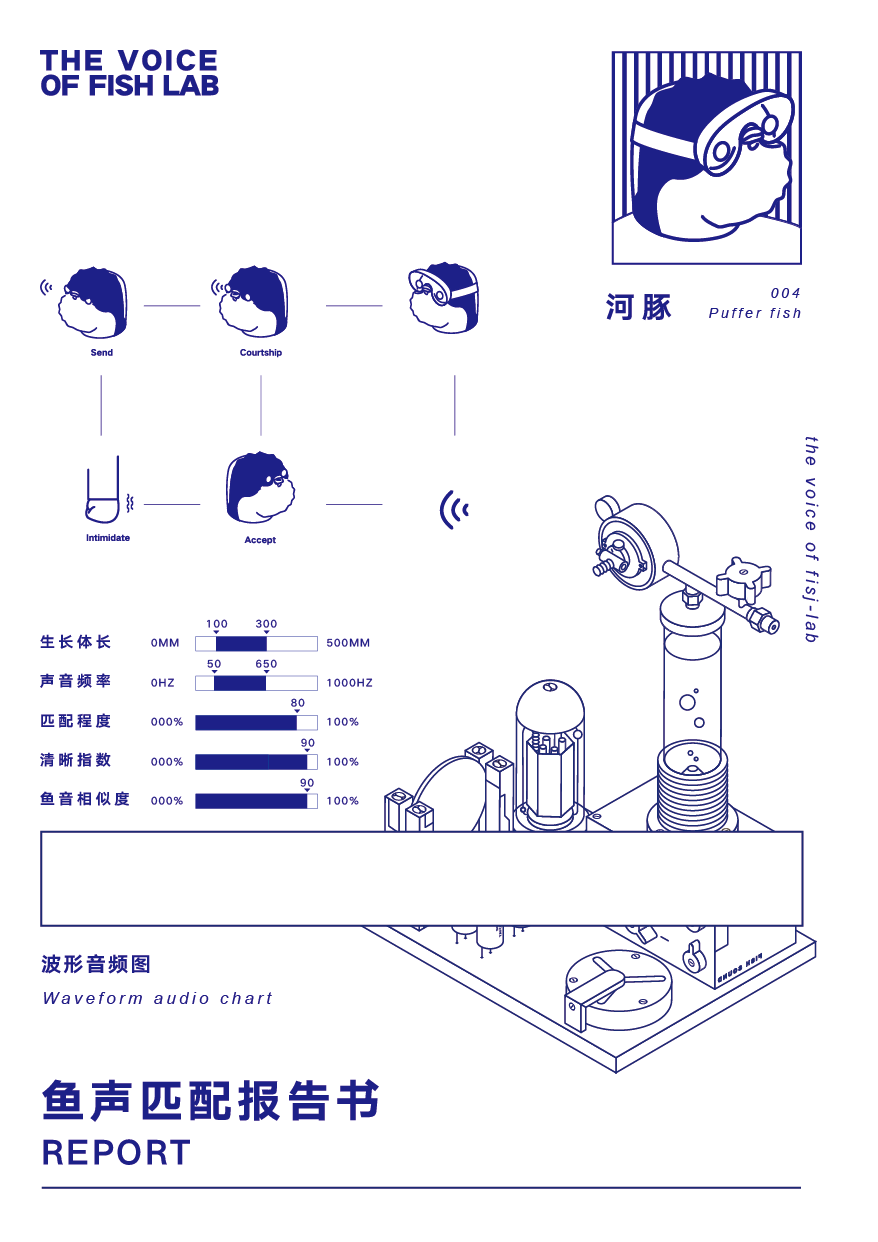 THE VOICE
OF FISH LAB
河豚
004
Puffer fish
Send
Courtship
Intimidate
Accept
the voice of fisj-lab
100 300
生长体长 0MM 500MM
50 650
声音频率 0HZ 1000HZ
80
匹配程度 000% 100%
90
清晰指数 000% 100%
90
鱼音相似度 000% 100%
FISH SOUND
波形音频图
Waveform audio chart
鱼声匹配报告书
REPORT